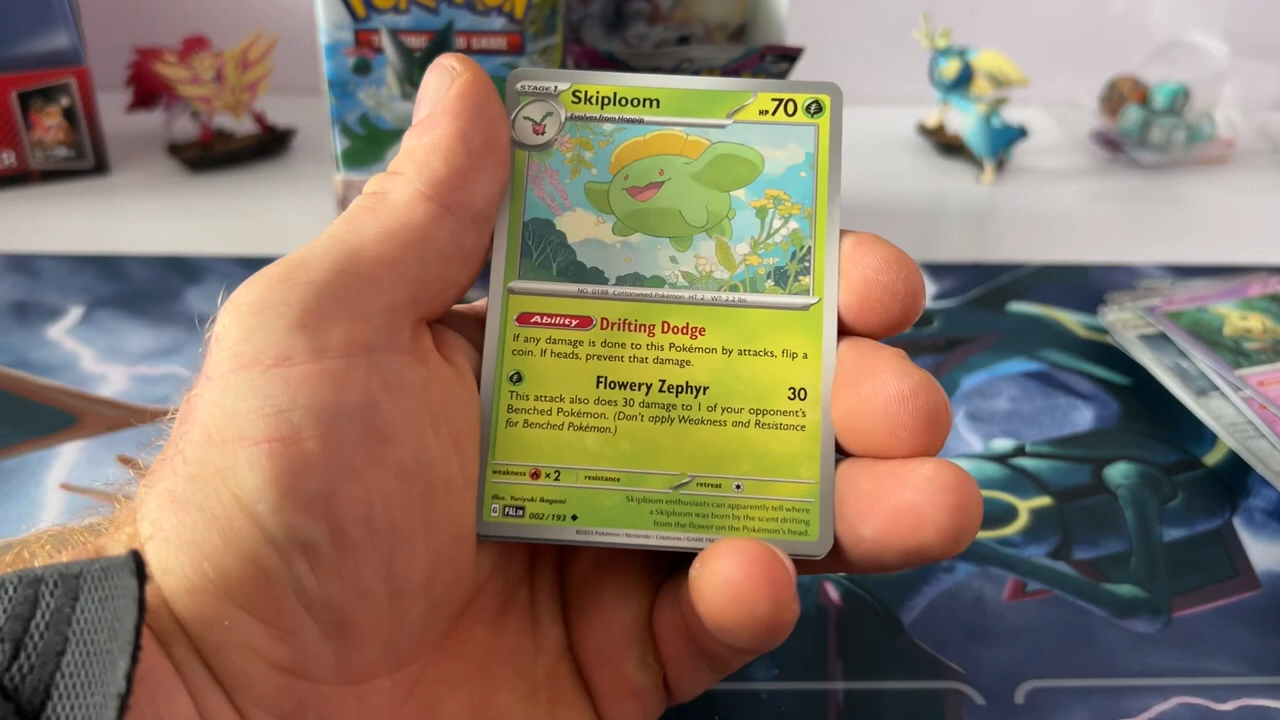 POKÉMON
STAGE 1
Skiploom
HP 70
Evolves from Hoppip
NO. 0188 Cottonweed Pokémon HT: 2' WT: 2.2 lbs
Ability Drifting Dodge
If any damage is done to this Pokémon by attacks, flip a
coin. If heads, prevent that damage.
Flowery Zephyr 30
This attack also does 30 damage to 1 of your opponent's
Benched Pokémon. (Don't apply Weakness and Resistance
for Benched Pokémon.)
weakness ×2 resistance retreat
Illus. Yoriyuki Ikegami
G PAL EN 002/193
Skiploom enthusiasts can apparently tell where
a Skiploom was born by the scent drifting
from the flower on the Pokémon's head.
©2023 Pokémon / Nintendo / Creatures / GAME